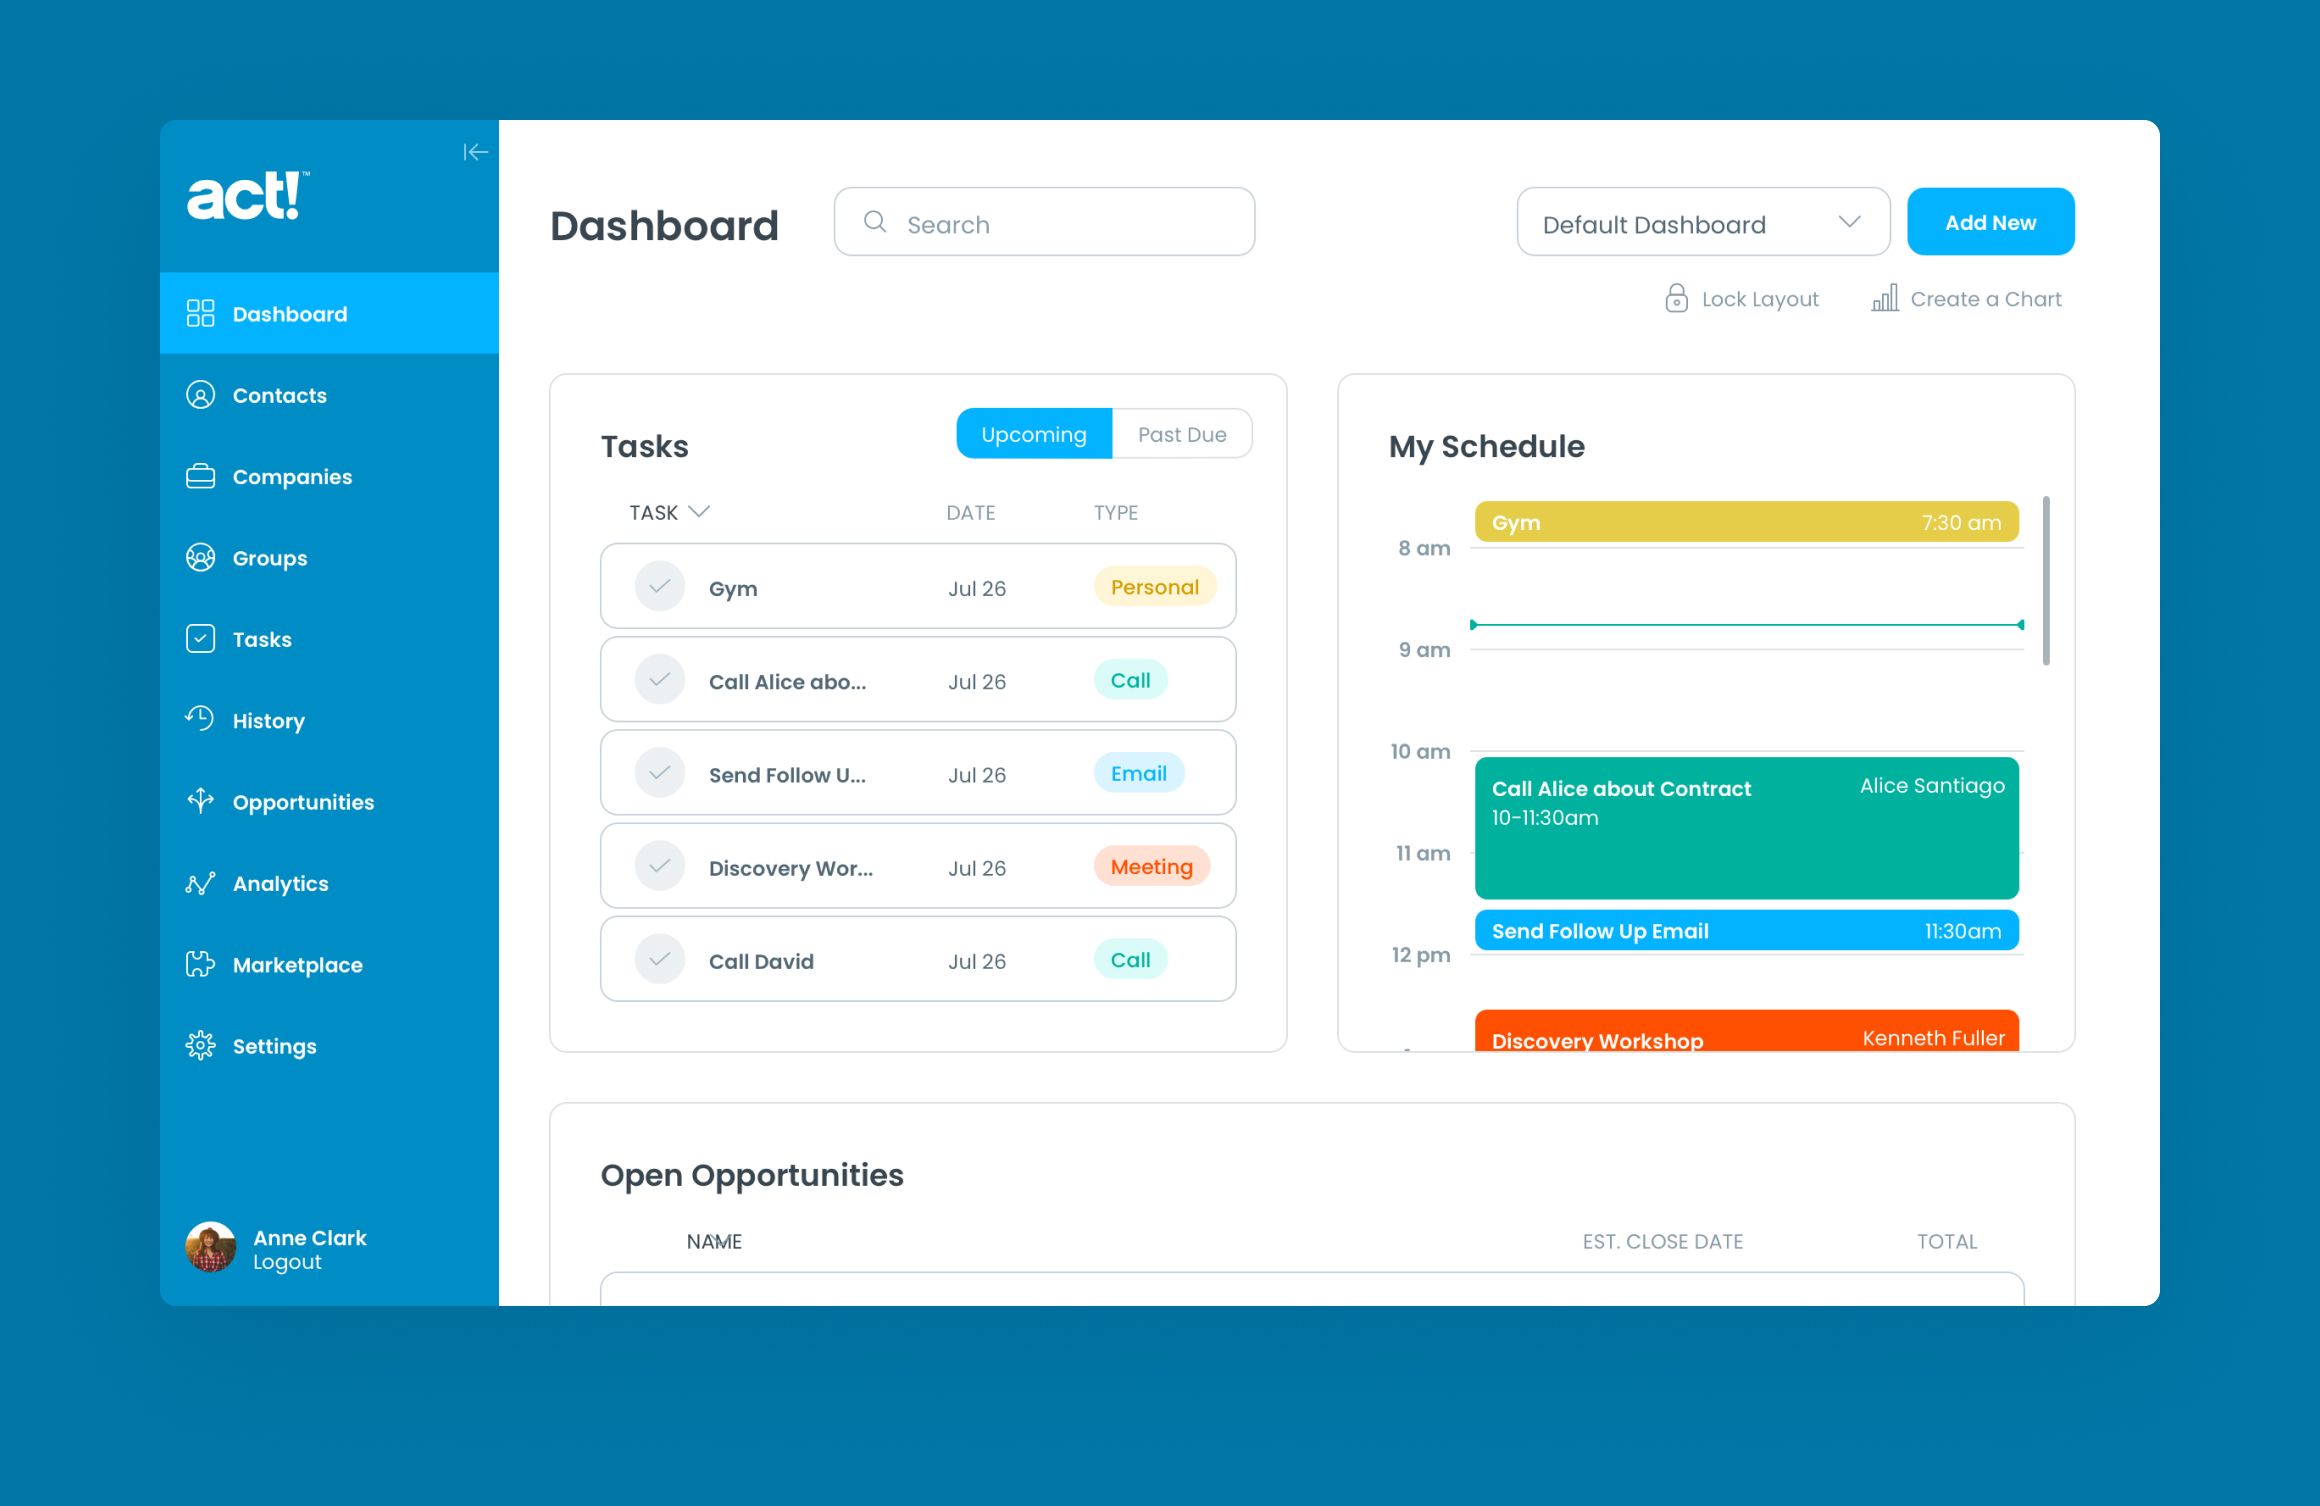 act!™
Dashboard
Contacts
Companies
Groups
Tasks
History
Opportunities
Analytics
Marketplace
Settings
Anne Clark
Logout
Dashboard
Search
Default Dashboard
Add New
Lock Layout
Create a Chart
Tasks
Upcoming
Past Due
TASK DATE TYPE
Gym Jul 26 Personal
Call Alice abo... Jul 26 Call
Send Follow U... Jul 26 Email
Discovery Wor... Jul 26 Meeting
Call David Jul 26 Call
My Schedule
Gym 7:30 am
8 am
9 am
10 am
Call Alice about Contract Alice Santiago
10-11:30am
11 am
Send Follow Up Email 11:30am
12 pm
Discovery Workshop Kenneth Fuller
Open Opportunities
NAME EST. CLOSE DATE TOTAL